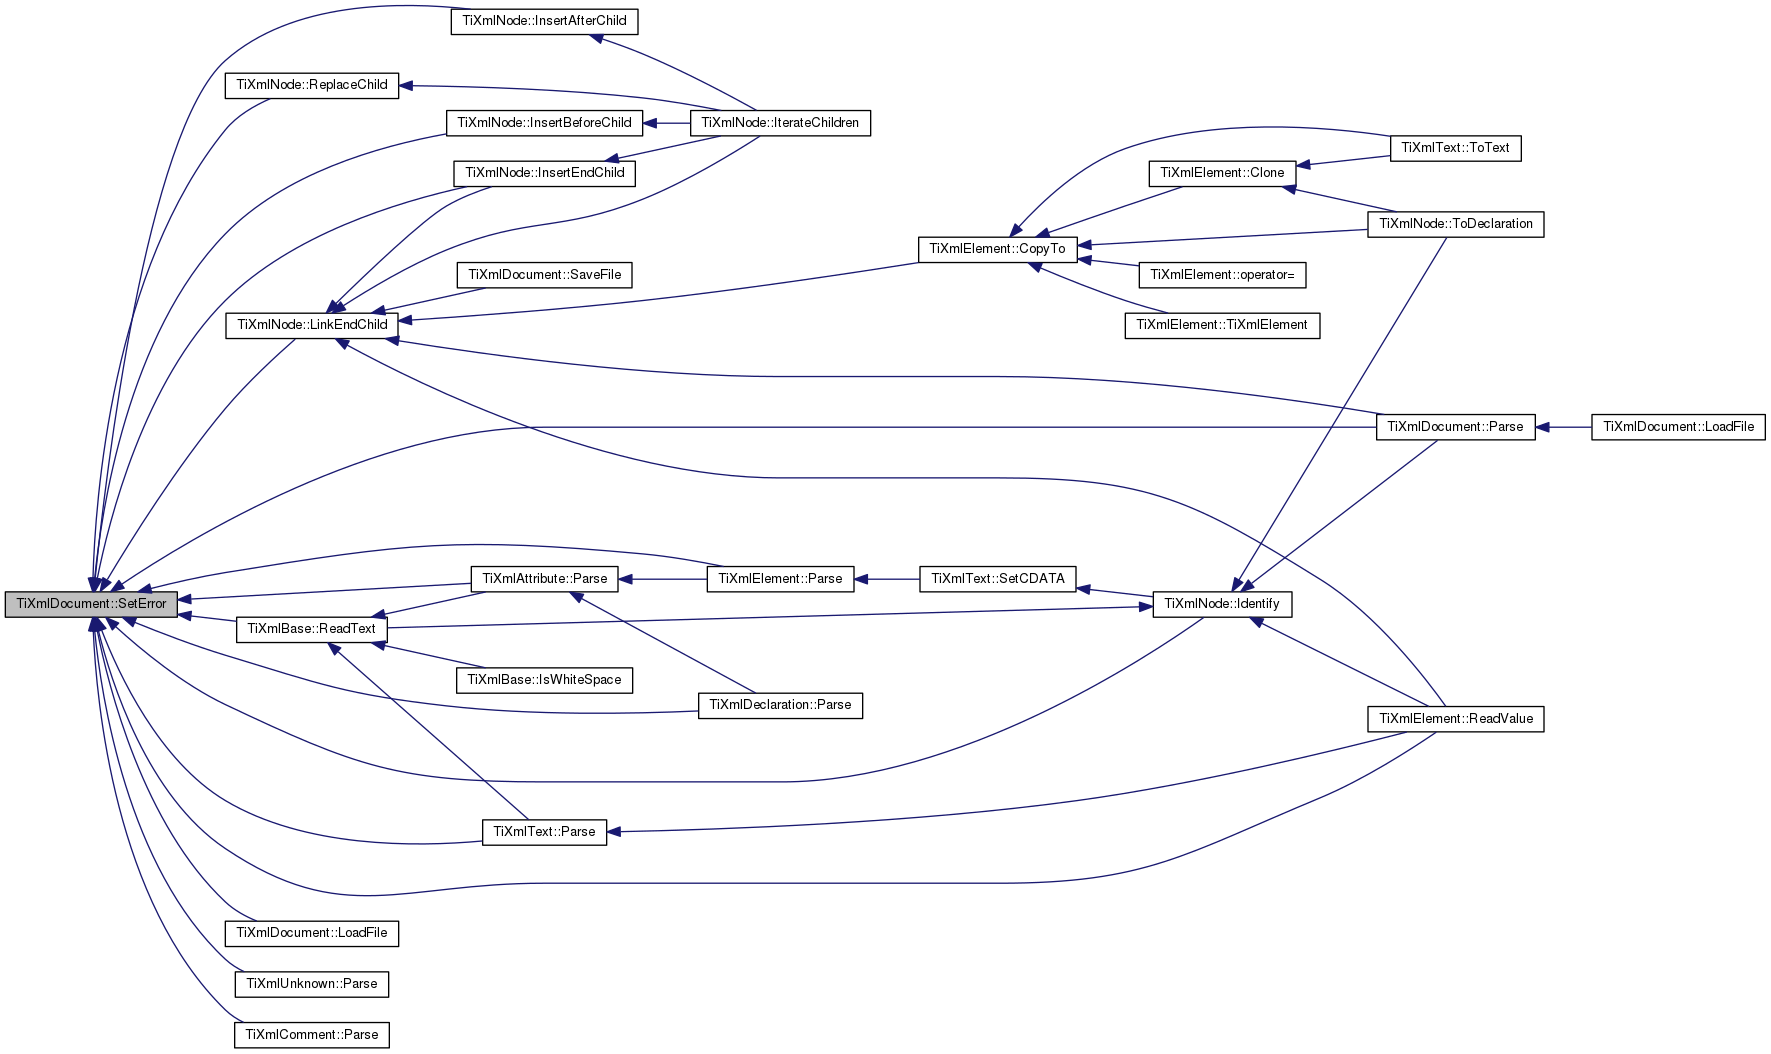 TiXmlNode::InsertAfterChild
TiXmlNode::ReplaceChild
TiXmlNode::InsertBeforeChild
TiXmlNode::IterateChildren
TiXmlText::ToText
TiXmlNode::InsertEndChild
TiXmlElement::Clone
TiXmlNode::ToDeclaration
TiXmlElement::CopyTo
TiXmlDocument::SaveFile
TiXmlElement::operator=
TiXmlNode::LinkEndChild
TiXmlElement::TiXmlElement
TiXmlDocument::Parse
TiXmlDocument::LoadFile
TiXmlAttribute::Parse
TiXmlElement::Parse
TiXmlText::SetCDATA
TiXmlDocument::SetError
TiXmlNode::Identify
TiXmlBase::ReadText
TiXmlBase::IsWhiteSpace
TiXmlDeclaration::Parse
TiXmlElement::ReadValue
TiXmlText::Parse
TiXmlDocument::LoadFile
TiXmlUnknown::Parse
TiXmlComment::Parse